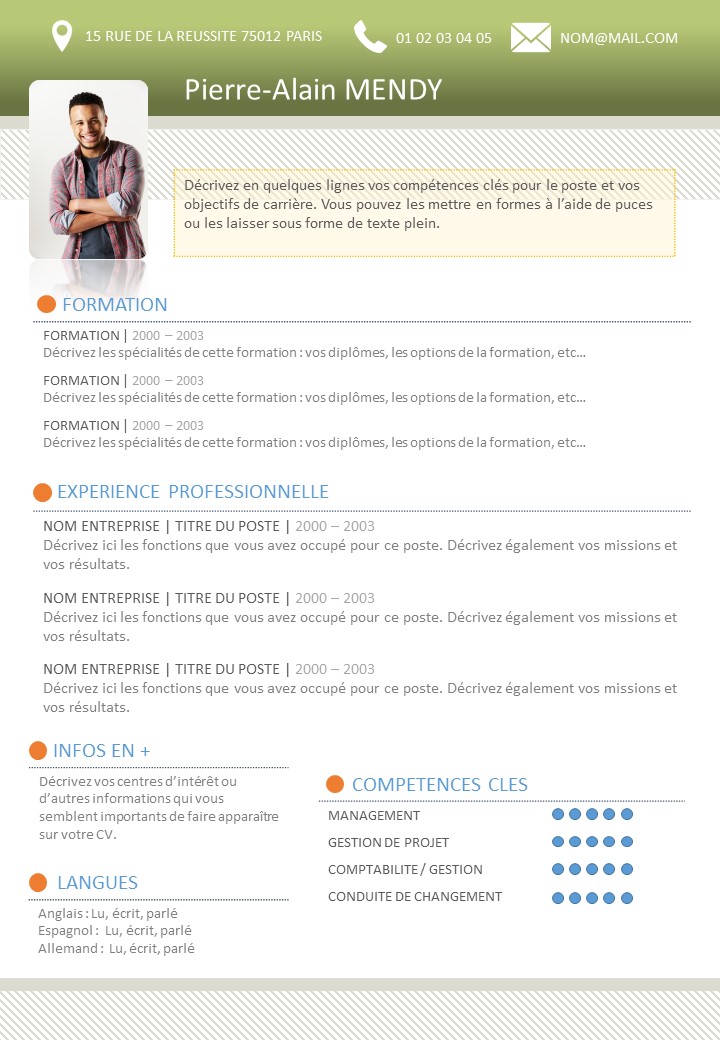 15 RUE DE LA REUSSITE 75012 PARIS
01 02 03 04 05
NOM@MAIL.COM
Pierre-Alain MENDY
Décrivez en quelques lignes vos compétences clés pour le poste et vos
objectifs de carrière. Vous pouvez les mettre en formes à l’aide de puces
ou les laisser sous forme de texte plein.
FORMATION
FORMATION | 2000 – 2003
Décrivez les spécialités de cette formation : vos diplômes, les options de la formation, etc…
FORMATION | 2000 – 2003
Décrivez les spécialités de cette formation : vos diplômes, les options de la formation, etc…
FORMATION | 2000 – 2003
Décrivez les spécialités de cette formation : vos diplômes, les options de la formation, etc…
EXPERIENCE PROFESSIONNELLE
NOM ENTREPRISE | TITRE DU POSTE | 2000 – 2003
Décrivez ici les fonctions que vous avez occupé pour ce poste. Décrivez également vos missions et
vos résultats.
NOM ENTREPRISE | TITRE DU POSTE | 2000 – 2003
Décrivez ici les fonctions que vous avez occupé pour ce poste. Décrivez également vos missions et
vos résultats.
NOM ENTREPRISE | TITRE DU POSTE | 2000 – 2003
Décrivez ici les fonctions que vous avez occupé pour ce poste. Décrivez également vos missions et
vos résultats.
INFOS EN +
Décrivez vos centres d’intérêt ou
d’autres informations qui vous
semblent importants de faire apparaître
sur votre CV.
LANGUES
Anglais : Lu, écrit, parlé
Espagnol : Lu, écrit, parlé
Allemand : Lu, écrit, parlé
COMPETENCES CLES
MANAGEMENT
GESTION DE PROJET
COMPTABILITE / GESTION
CONDUITE DE CHANGEMENT